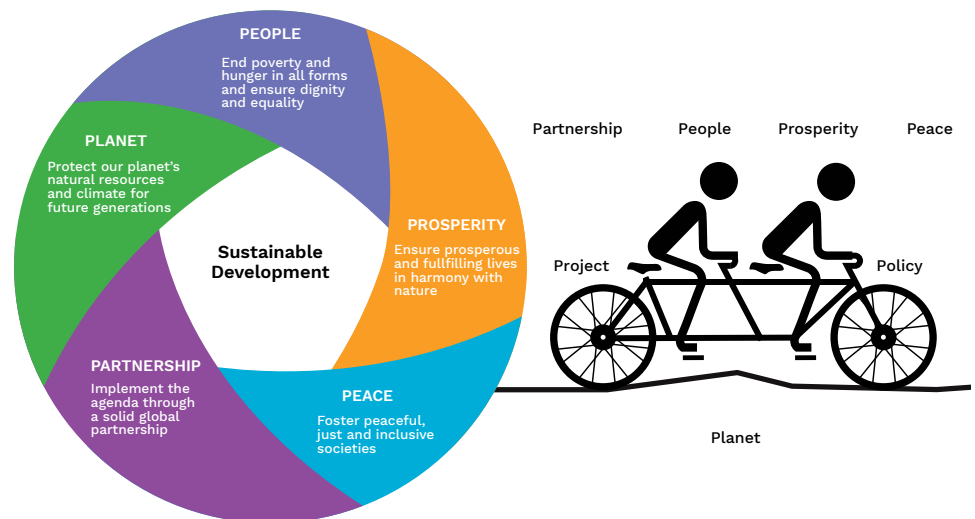 PEOPLE
End poverty and
hunger in all forms
and ensure dignity
and equality
PLANET
Protect our planet's
natural resources
and climate for
future generations
PROSPERITY
Ensure prosperous
and fullfilling lives
in harmony with
nature
Sustainable
Development
PARTNERSHIP
Implement the
agenda through
a solid global
partnership
PEACE
Foster peaceful,
just and inclusive
societies
Partnership People Prosperity Peace
Project Policy
Planet